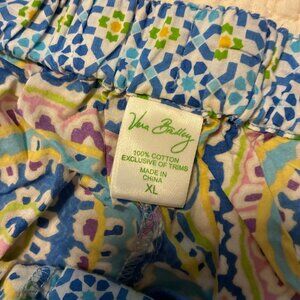 Vera Bradley
100% COTTON
EXCLUSIVE OF TRIMS
MADE IN
CHINA
XL